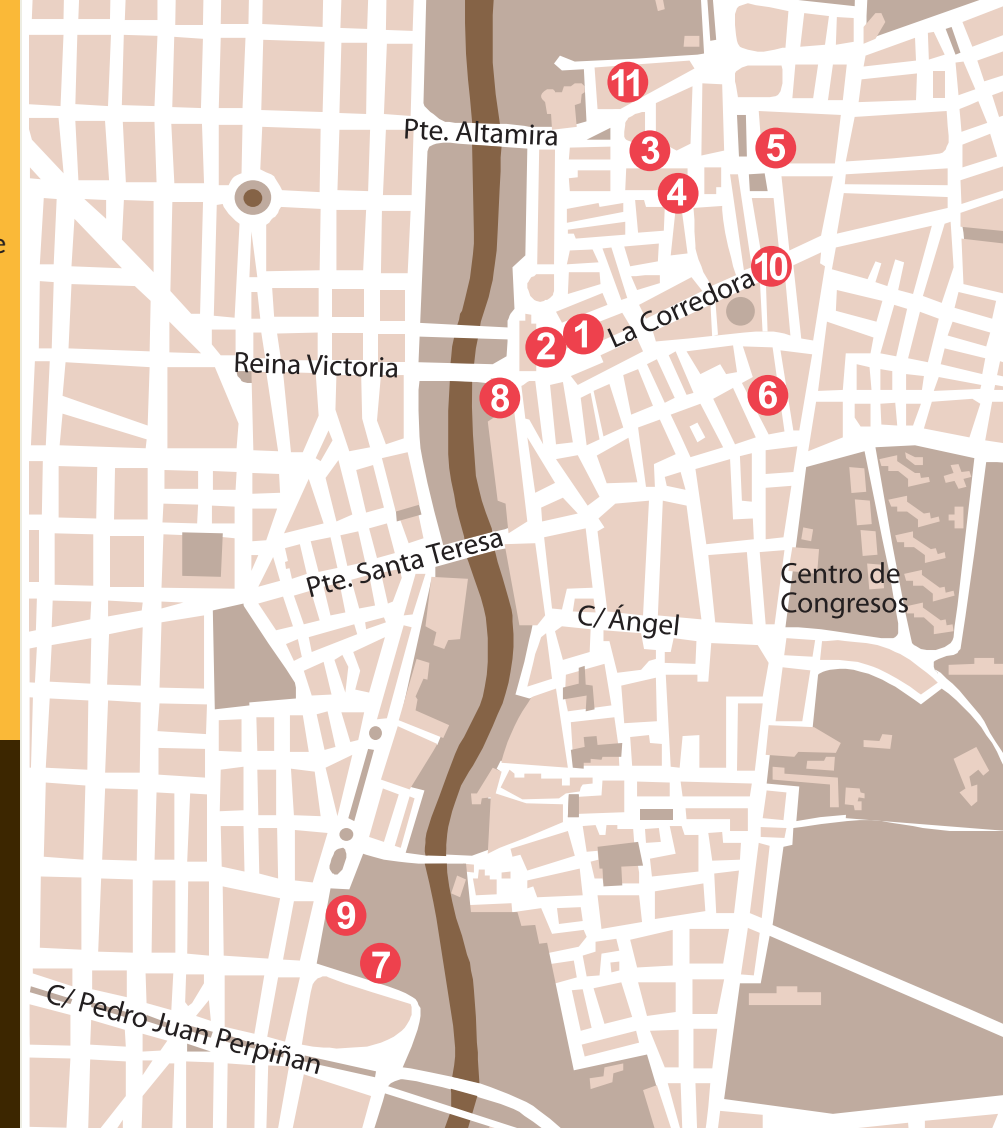 11
Pte. Altamira
3
5
4
e
10
La Corredora
1
2
Reina Victoria
8
6
Pte. Santa Teresa
Centro de
Congresos
C/ Ángel
9
7
C/ Pedro Juan Perpiñan